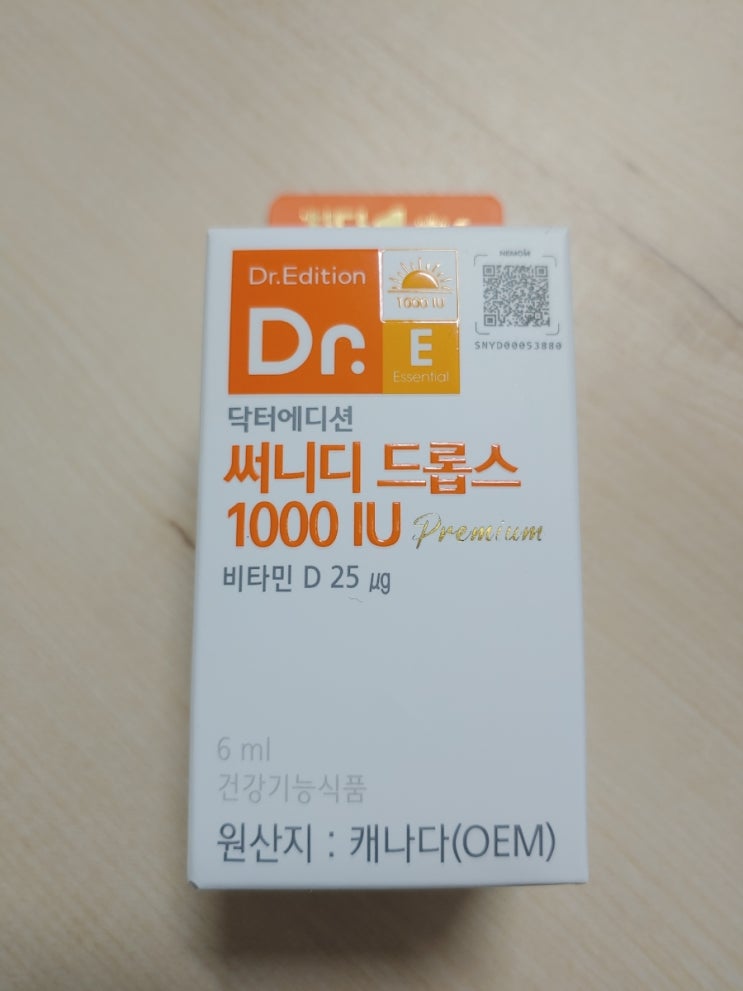 Dr.Edition
Dr.
1000 IU
E
Essential
NEMOM
SNYD00053880
닥터에디션
써니디 드롭스
1000 IU Premium
비타민 D 25 ㎍
6 ml
건강기능식품
원산지 : 캐나다(OEM)